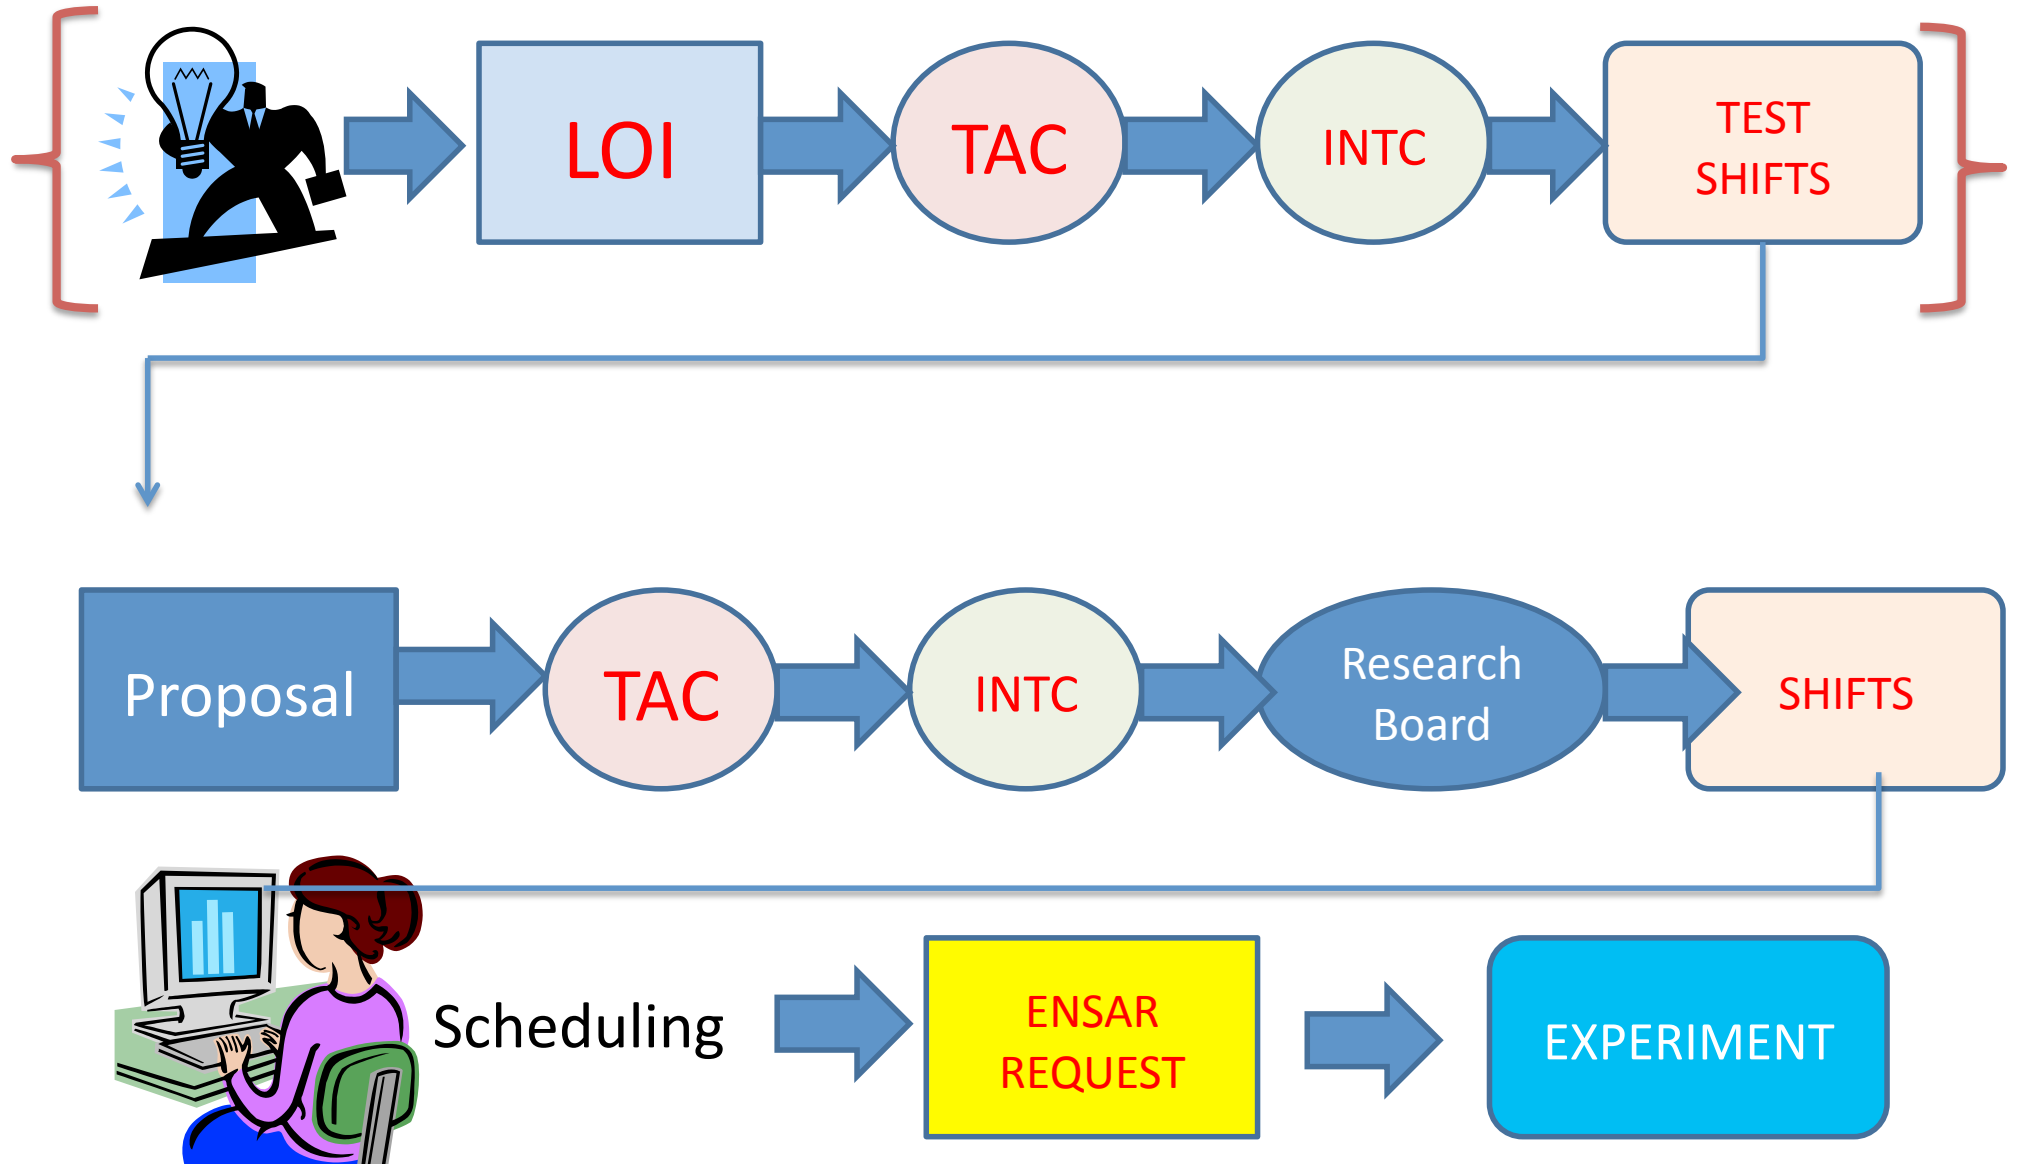 LOI
TAC
INTC
TEST
SHIFTS
Proposal
TAC
INTC
Research
Board
SHIFTS
Scheduling
ENSAR
REQUEST
EXPERIMENT